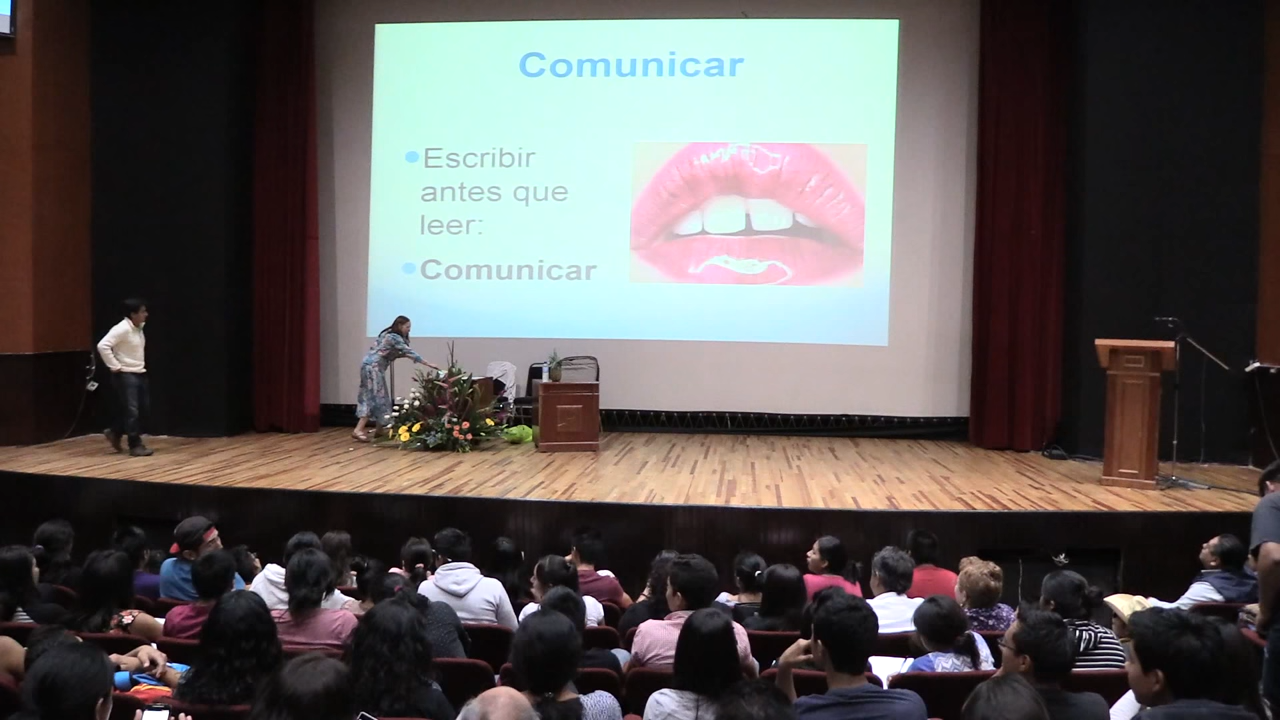 Comunicar
Escribir
antes que
leer:
Comunicar